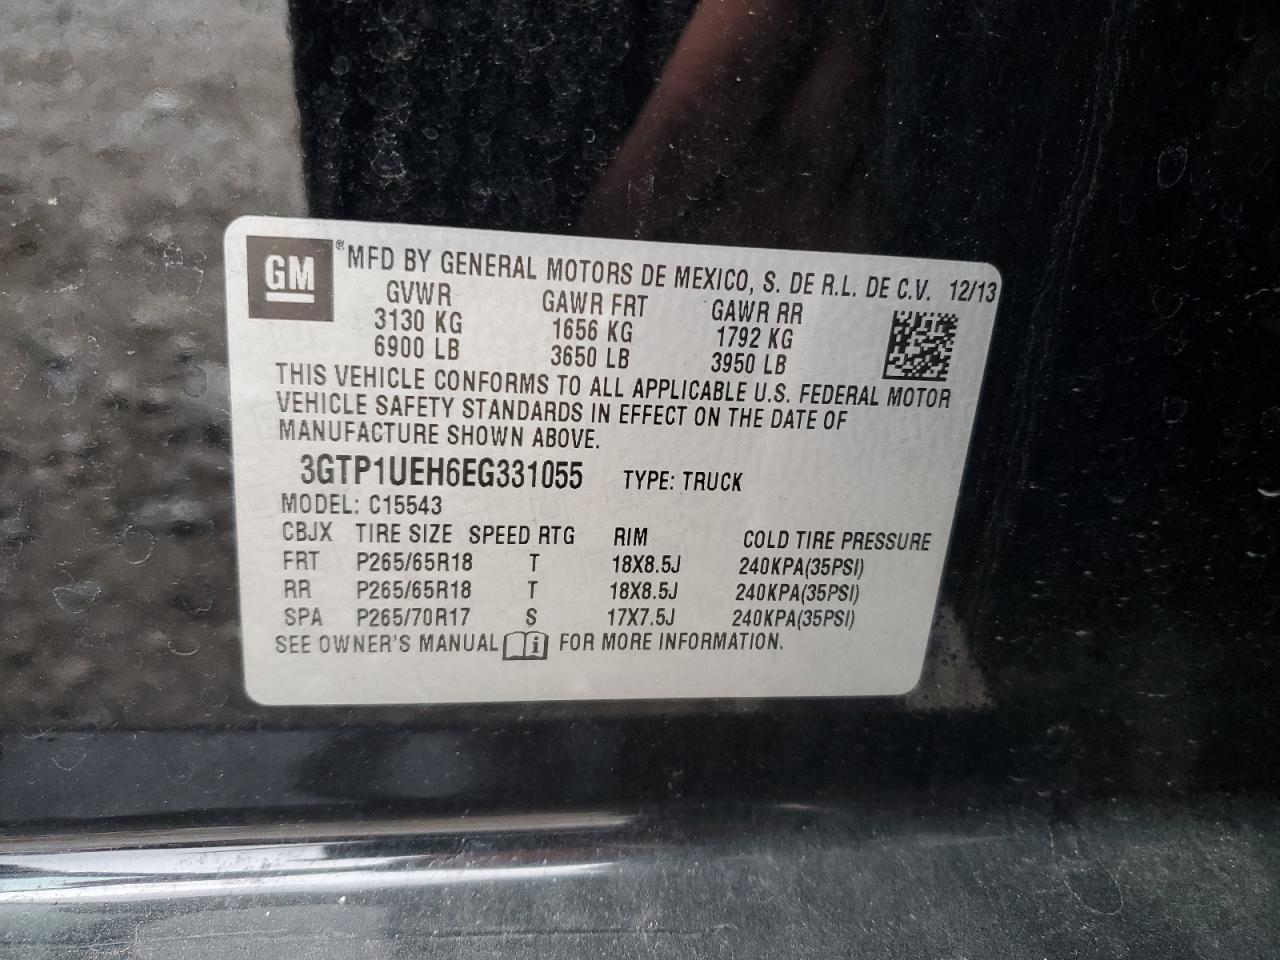 GM ® MFD BY GENERAL MOTORS DE MEXICO, S. DE R.L. DE C.V. 12/13
GVWR GAWR FRT GAWR RR
3130 KG 1656 KG 1792 KG
6900 LB 3650 LB 3950 LB
THIS VEHICLE CONFORMS TO ALL APPLICABLE U.S. FEDERAL MOTOR
VEHICLE SAFETY STANDARDS IN EFFECT ON THE DATE OF
MANUFACTURE SHOWN ABOVE.
3GTP1UEH6EG331055 TYPE: TRUCK
MODEL: C15543
CBJX TIRE SIZE SPEED RTG RIM COLD TIRE PRESSURE
FRT P265/65R18 T 18X8.5J 240KPA(35PSI)
RR P265/65R18 T 18X8.5J 240KPA(35PSI)
SPA P265/70R17 S 17X7.5J 240KPA(35PSI)
SEE OWNER'S MANUAL i FOR MORE INFORMATION.